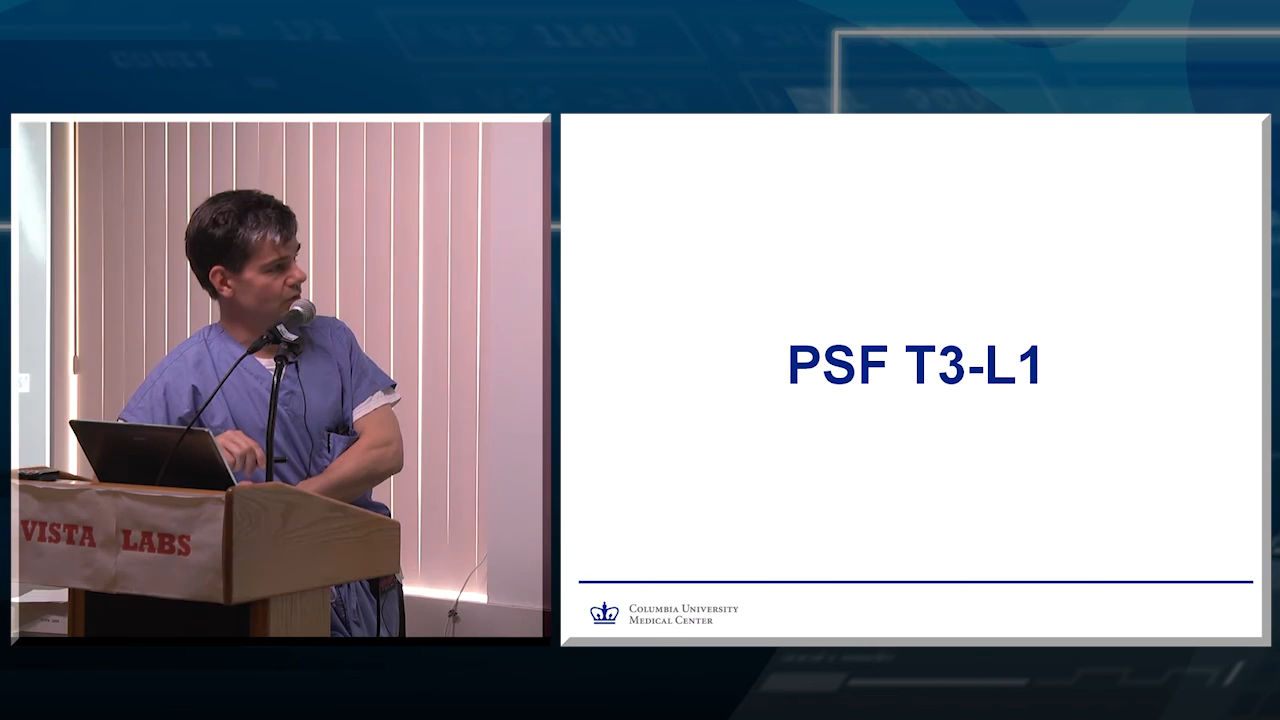 VISTA LABS
PSF T3-L1
COLUMBIA UNIVERSITY
MEDICAL CENTER